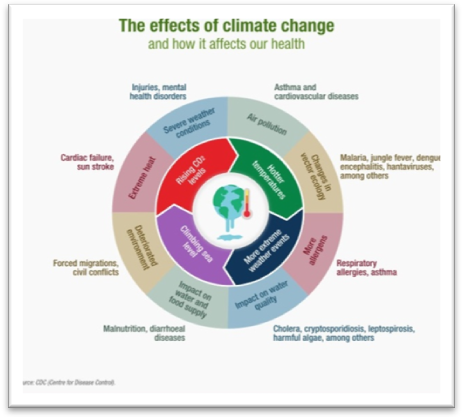 The effects of climate change
and how it affects our health
Injuries, mental
health disorders
Asthma and
cardiovascular diseases
Severe weather
conditions
Air pollution
Cardiac failure,
sun stroke
Extreme heat
Rising CO2
levels
Hotter
temperatures
Changes in
vector ecology
Malaria, jungle fever, dengue
encephalitis, hantaviruses,
among others
Forced migrations,
civil conflicts
Deteriorated
environment
Climbing sea
level
More extreme
weather events
More
allergens
Respiratory
allergies, asthma
Impact on
water and
food supply
Impact on water
quality
Malnutrition, diarrhoeal
diseases
Cholera, cryptosporidiosis, leptospirosis,
harmful algae, among others
urce: CDC (Centre for Disease Control).